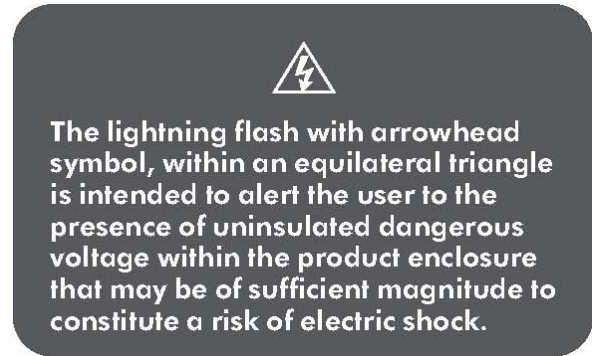 The lightning flash with arrowhead
symbol, within an equilateral triangle
is intended to alert the user to the
presence of uninsulated dangerous
voltage within the product enclosure
that may be of sufficient magnitude to
constitute a risk of electric shock.